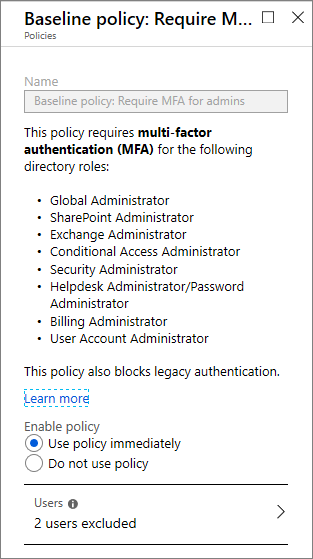 Baseline policy: Require M...
Policies
Name
Baseline policy: Require MFA for admins
This policy requires multi-factor
authentication (MFA) for the following
directory roles:
• Global Administrator
• SharePoint Administrator
• Exchange Administrator
• Conditional Access Administrator
• Security Administrator
• Helpdesk Administrator/Password
Administrator
• Billing Administrator
• User Account Administrator
This policy also blocks legacy authentication.
Learn more
Enable policy
Use policy immediately
Do not use policy
Users
2 users excluded